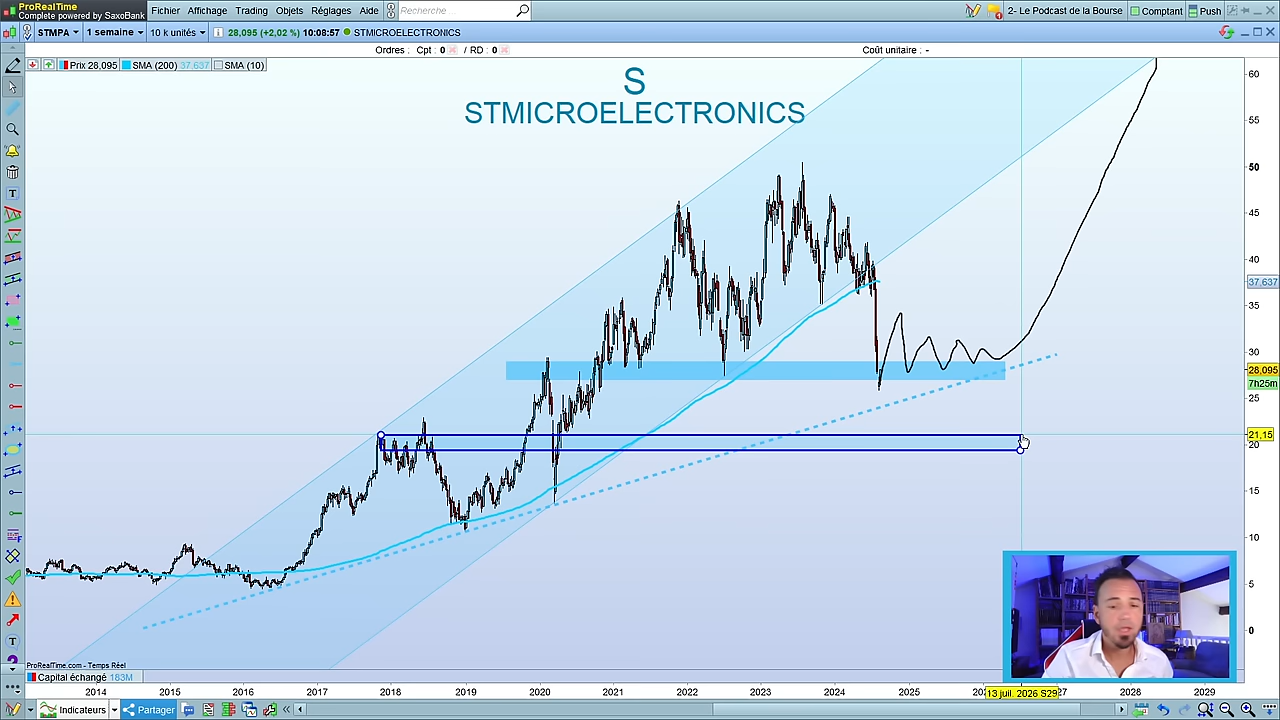 ProRealTime
Complete powered by SaxoBank
Fichier Affichage Trading Objets Réglages Aide
Recherche
2- Le Podcast de la Bourse Comptant Push
STMPA 1 semaine 10 k unités 28,095 (+2,02 %) 10:08:57 STMICROELECTRONICS
Ordres : Cpt : 0 / RD : 0 Coût unitaire : -
Prix 28,095 SMA (200) 37,637 SMA (10)
S
STMICROELECTRONICS
60
55
50
45
40
37,637
35
30
28,095
7h25m
25
21,15
20
15
10
5
0
ProRealTime.com - Temps Réel
Capital échangé 183M
2014 2015 2016 2017 2018 2019 2020 2021 2022 2023 2024 2025 13 juil. 2026 S29 2028 2029
Indicateurs Partager